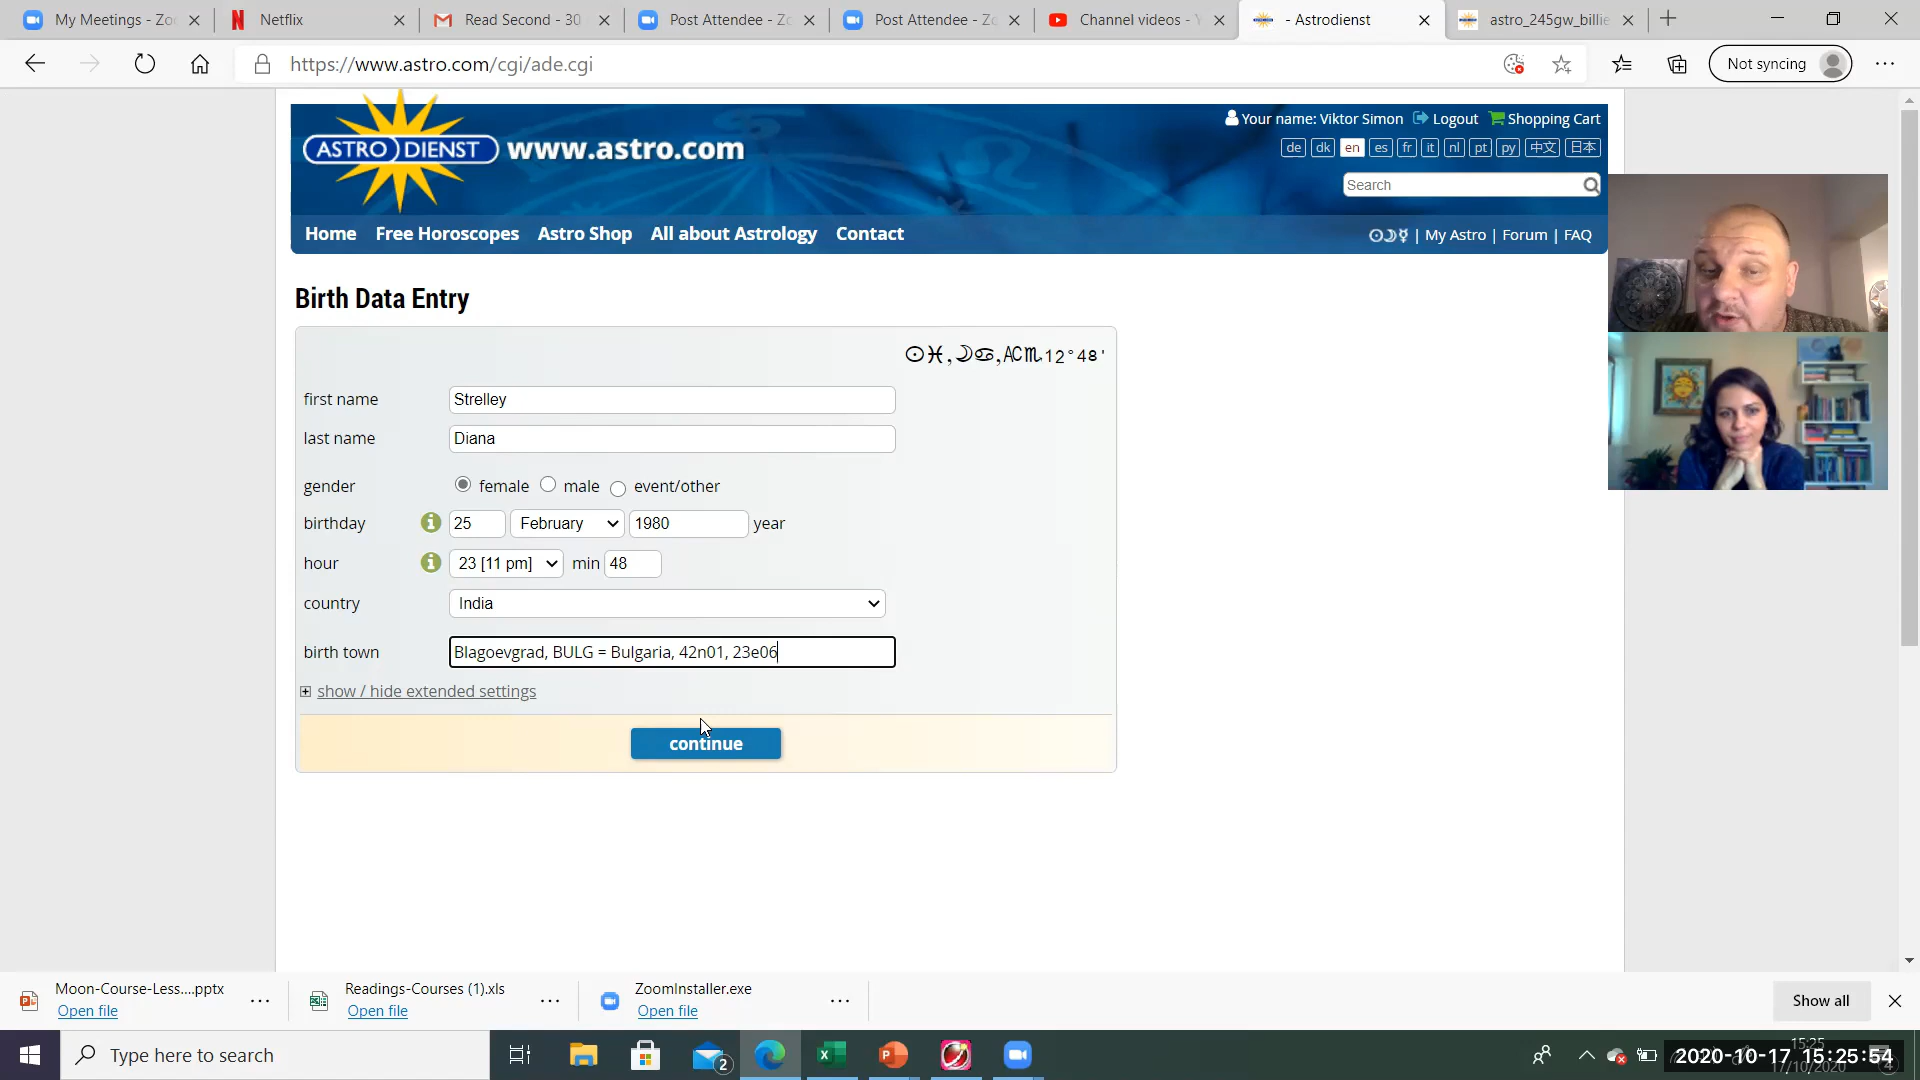 My Meetings - Zo
Netflix
Read Second - 30
Post Attendee - Zo
Post Attendee - Zo
Channel videos - Y
- Astrodienst
astro_245gw_billie
https://www.astro.com/cgi/ade.cgi
Not syncing
ASTRO DIENST
www.astro.com
Your name: Viktor Simon Logout Shopping Cart
de dk en es fr it nl pt py 中文 日本
Search
Home Free Horoscopes Astro Shop All about Astrology Contact
☉☽☿ | My Astro | Forum | FAQ
Birth Data Entry
☉♓,☽♋,AC♏12°48'
first name Strelley
last name Diana
gender female male event/other
birthday 25 February 1980 year
hour 23 [11 pm] min 48
country India
birth town Blagoevgrad, BULG = Bulgaria, 42n01, 23e06
show / hide extended settings
continue
Moon-Course-Less....pptx
Open file
Readings-Courses (1).xls
Open file
ZoomInstaller.exe
Open file
Show all
Type here to search
2
15:25
17/10/2020
2020-10-17 15:25:54
4